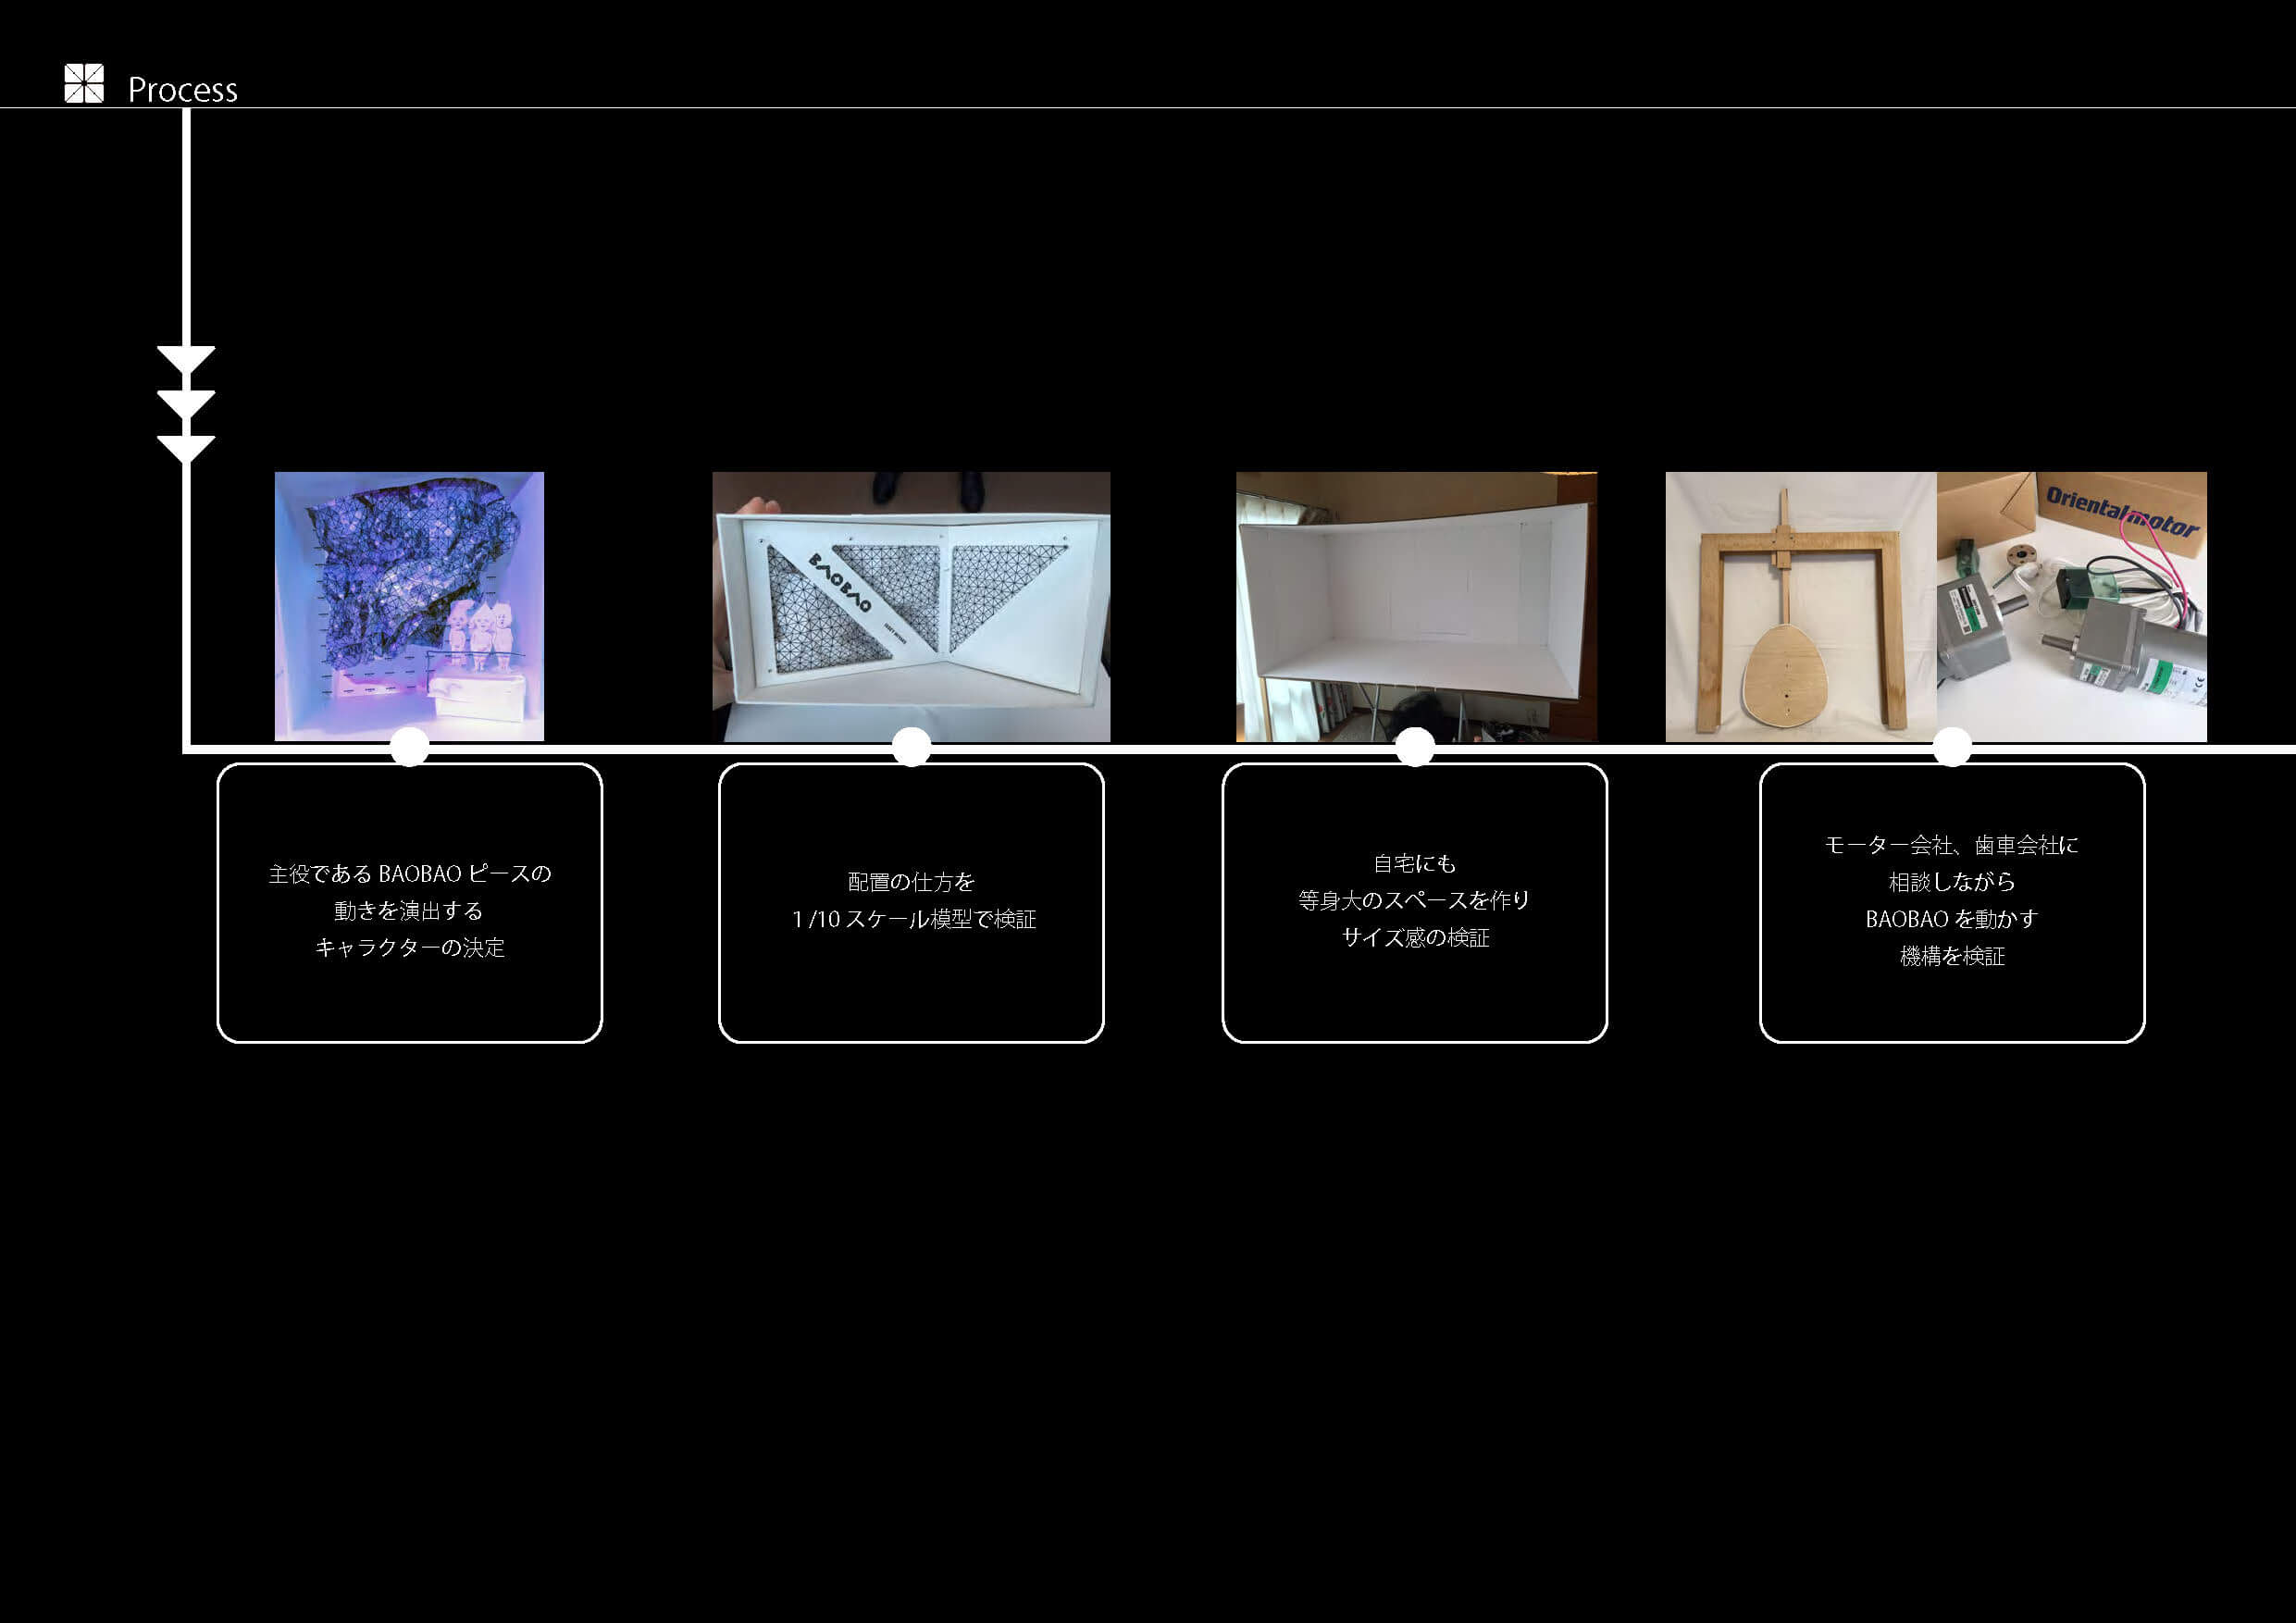 Process
BAOBAO
ISSEY MIYAKE
Orientalmotor
主役である BAOBAO ピースの
動きを演出する
キャラクターの決定
配置の仕方を
1 /10 スケール模型で検証
自宅にも
等身大のスペースを作り
サイズ感の検証
モーター会社、歯車会社に
相談しながら
BAOBAO を動かす
機構を検証